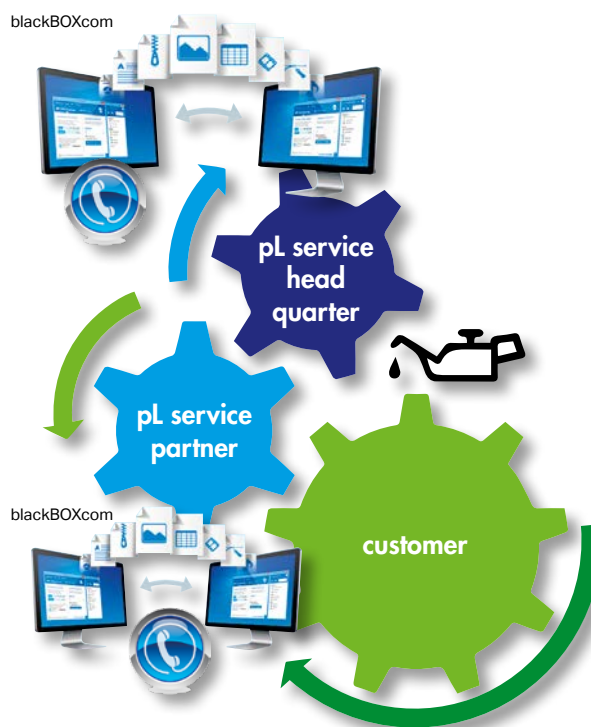 blackBOXcom
pL service
head
quarter
pL service
partner
blackBOXcom
customer